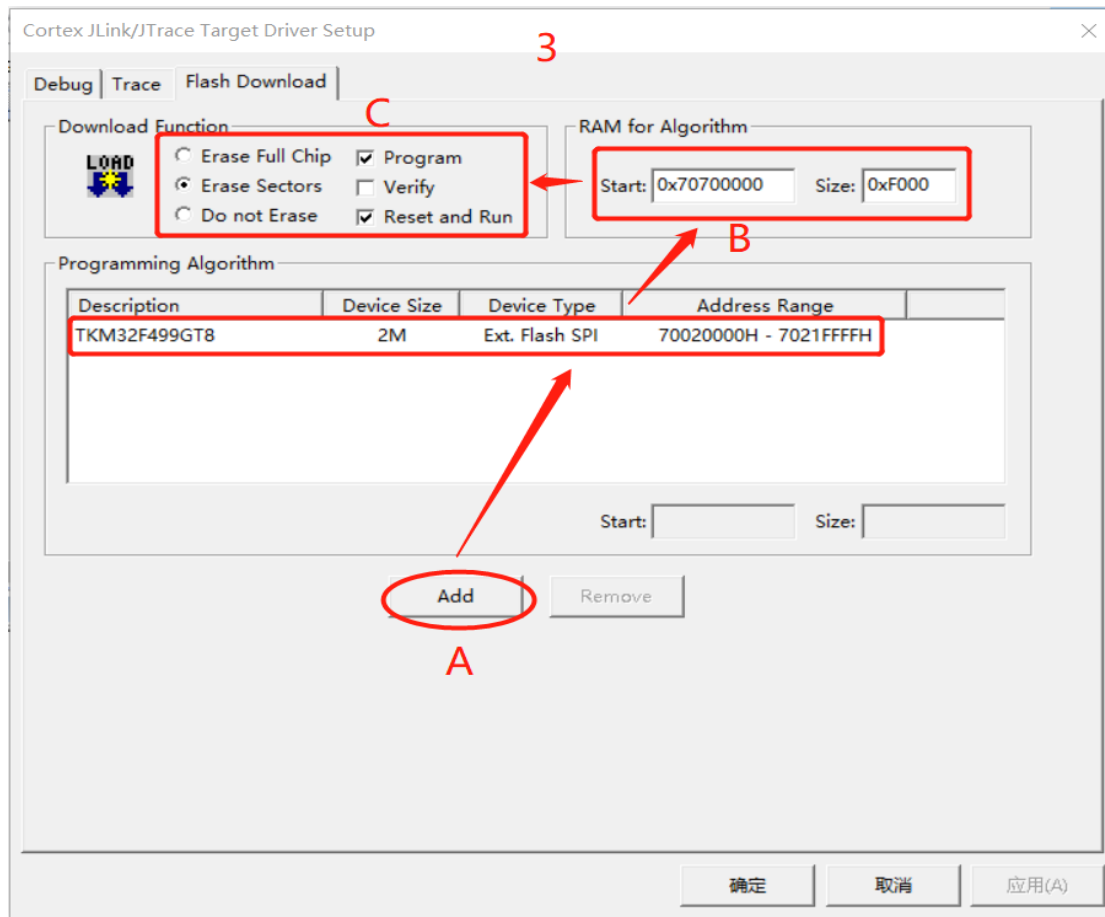 Cortex JLink/JTrace Target Driver Setup
3
Debug Trace Flash Download
Download Function
C
RAM for Algorithm
LOAD
Erase Full Chip Program
Erase Sectors Verify
Do not Erase Reset and Run
Start: 0x70700000 Size: 0xF000
B
Programming Algorithm
Description Device Size Device Type Address Range
TKM32F499GT8 2M Ext. Flash SPI 70020000H - 7021FFFFH
Start: Size:
Add Remove
A
确定 取消 应用(A)